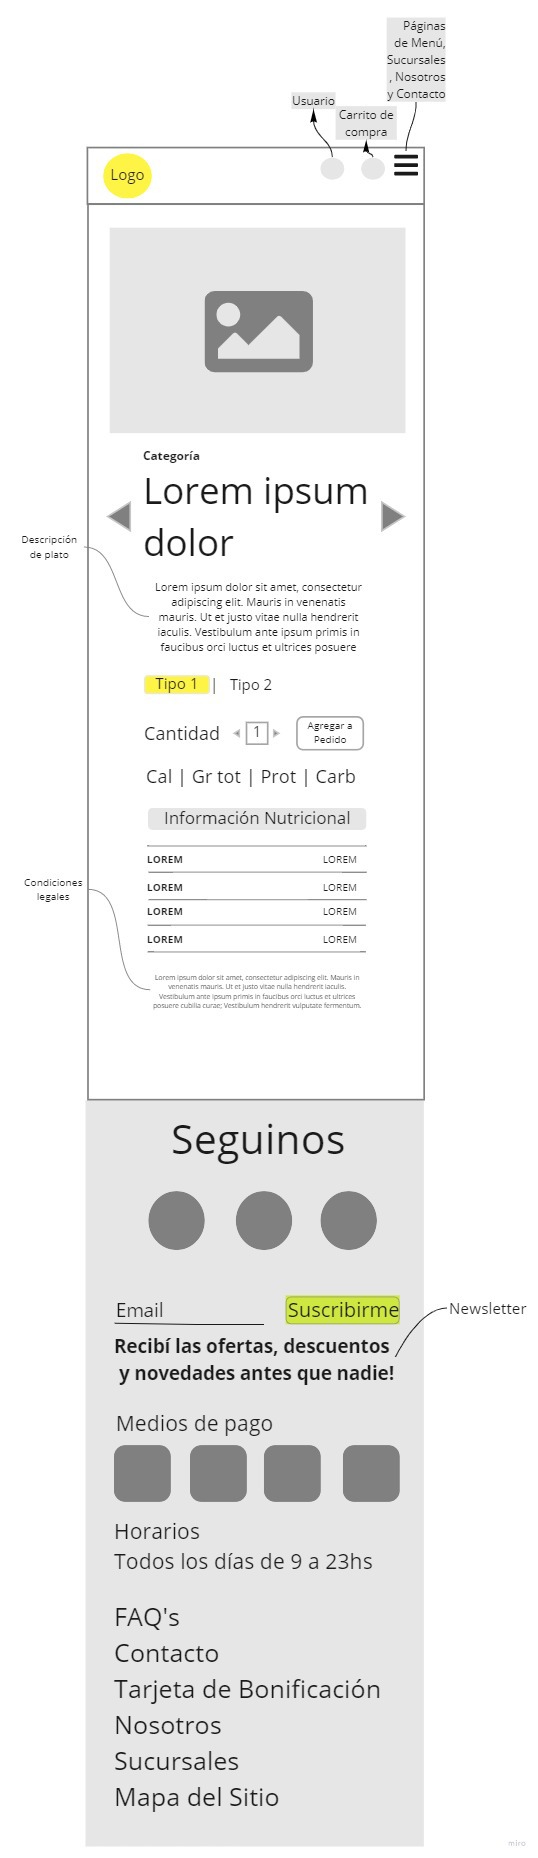 Páginas
de Menú,
Sucursales
, Nosotros
y Contacto
Usuario
Carrito de
compra
Logo
Categoría
Lorem ipsum
dolor
Descripción
de plato
Lorem ipsum dolor sit amet, consectetur
adipiscing elit. Mauris in venenatis
mauris. Ut et justo vitae nulla hendrerit
iaculis. Vestibulum ante ipsum primis in
faucibus orci luctus et ultrices posuere
Tipo 1 | Tipo 2
Cantidad 1 Agregar a
Pedido
Cal | Gr tot | Prot | Carb
Información Nutricional
LOREM LOREM
LOREM LOREM
LOREM LOREM
LOREM LOREM
Condiciones
legales
Lorem ipsum dolor sit amet, consectetur adipiscing elit. Mauris in
venenatis mauris. Ut et justo vitae nulla hendrerit iaculis.
Vestibulum ante ipsum primis in faucibus orci luctus et ultrices
posuere cubilia curae; Vestibulum hendrerit vulputate fermentum.
Seguinos
Email Suscribirme
Newsletter
Recibí las ofertas, descuentos
y novedades antes que nadie!
Medios de pago
Horarios
Todos los días de 9 a 23hs
FAQ's
Contacto
Tarjeta de Bonificación
Nosotros
Sucursales
Mapa del Sitio
miro